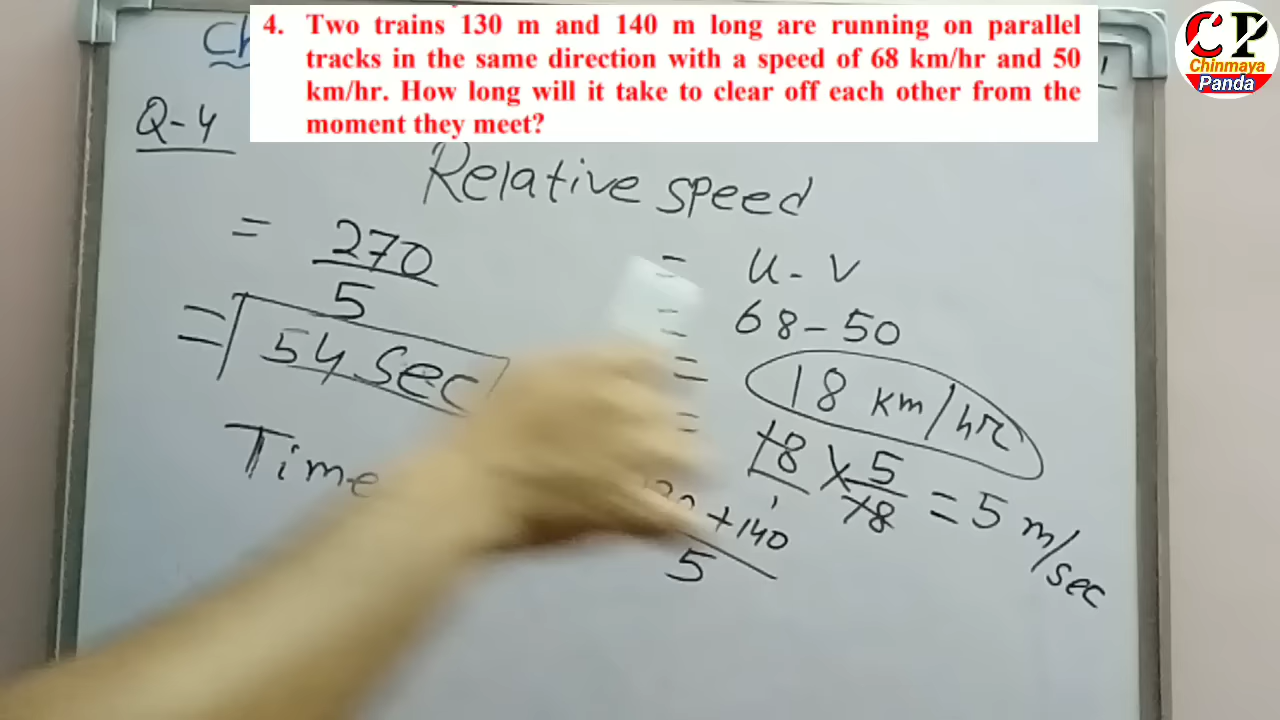 4. Two trains 130 m and 140 m long are running on parallel
tracks in the same direction with a speed of 68 km/hr and 50
km/hr. How long will it take to clear off each other from the
moment they meet?
CP
Chinmaya
Panda
Q-4
Relative speed
= u - v
= 68 - 50
= 18 km/hr
= 18 × 5/18 = 5 m/sec
1
Time
+ 140
5
= 270/5
= 54 sec